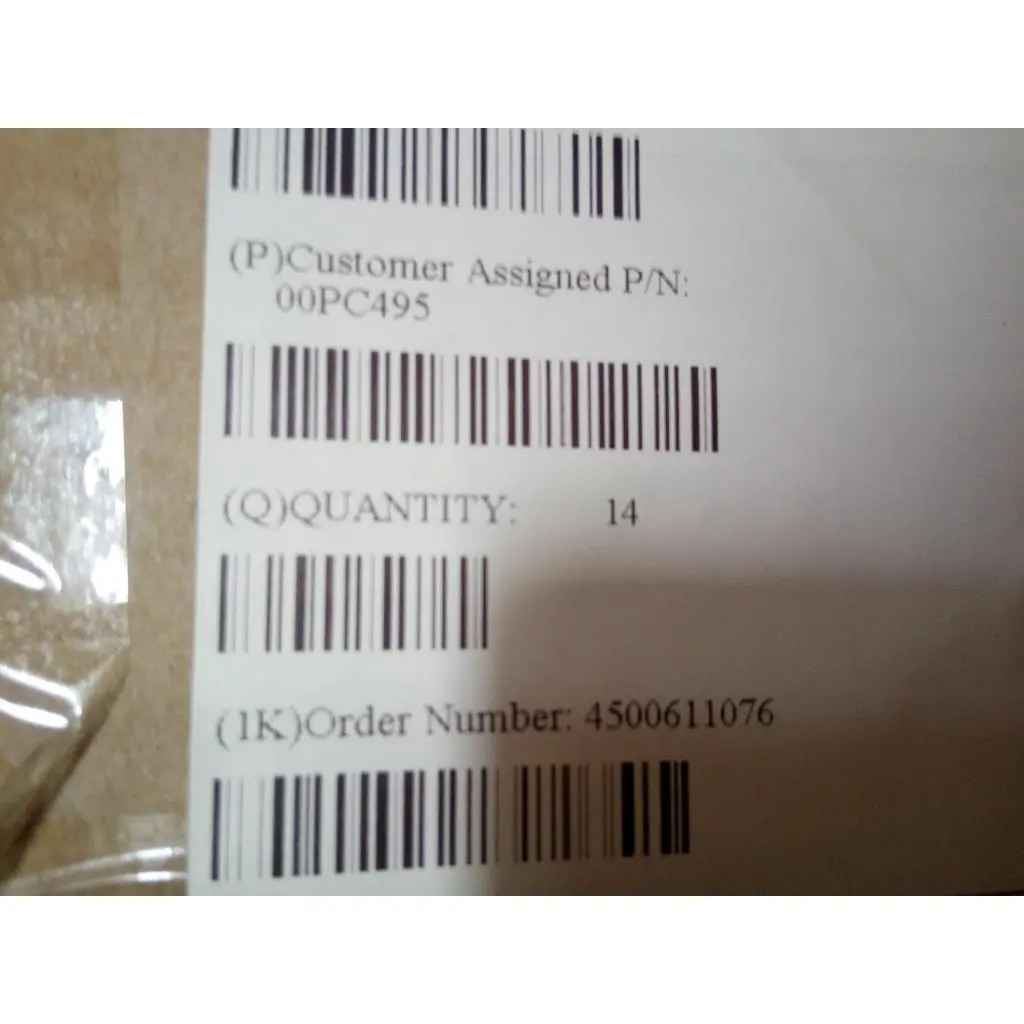 (P)Customer Assigned P/N:
00PC495
(Q)QUANTITY: 14
(1K)Order Number: 4500611076